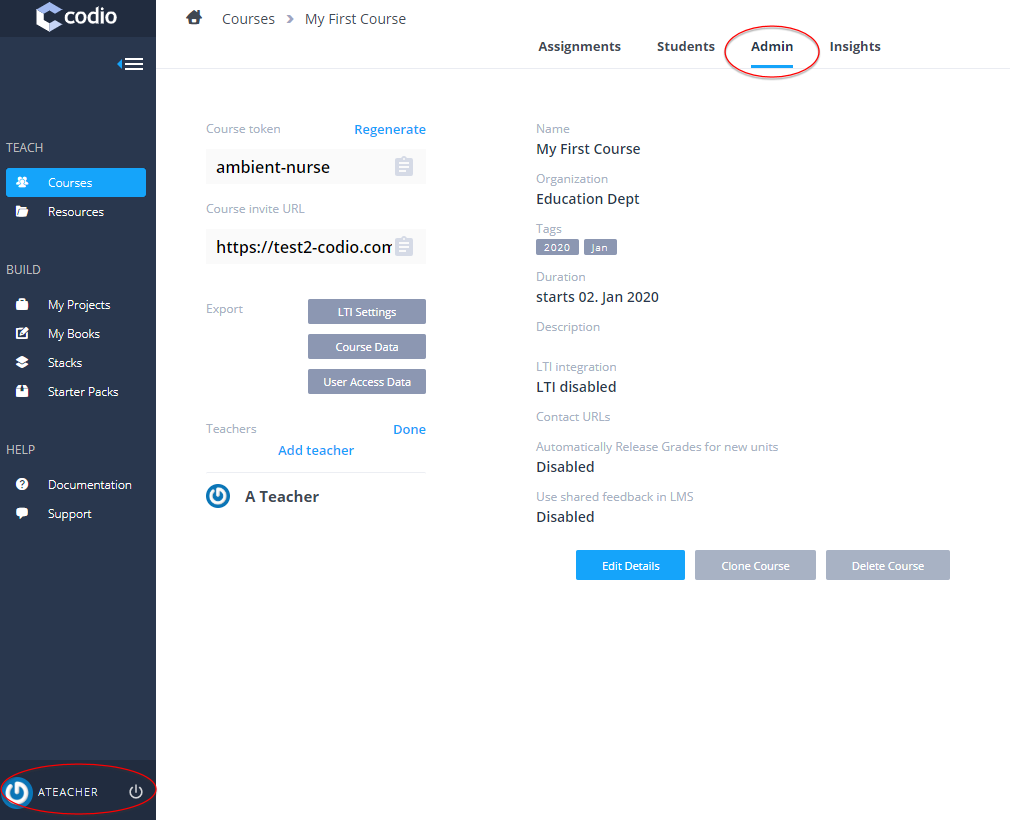 codio
Courses > My First Course
Assignments Students Admin Insights
TEACH
Courses
Resources
BUILD
My Projects
My Books
Stacks
Starter Packs
HELP
Documentation
Support
ATEACHER
Course token Regenerate
ambient-nurse
Course invite URL
https://test2-codio.com
Export
LTI Settings
Course Data
User Access Data
Teachers Done
Add teacher
A Teacher
Name
My First Course
Organization
Education Dept
Tags
2020 Jan
Duration
starts 02. Jan 2020
Description
LTI integration
LTI disabled
Contact URLs
Automatically Release Grades for new units
Disabled
Use shared feedback in LMS
Disabled
Edit Details Clone Course Delete Course